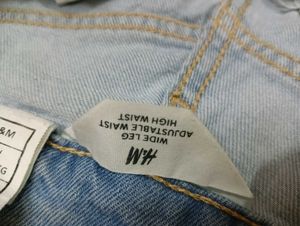 H&M
WIDE LEG
ADJUSTABLE WAIST
HIGH WAIST
&M